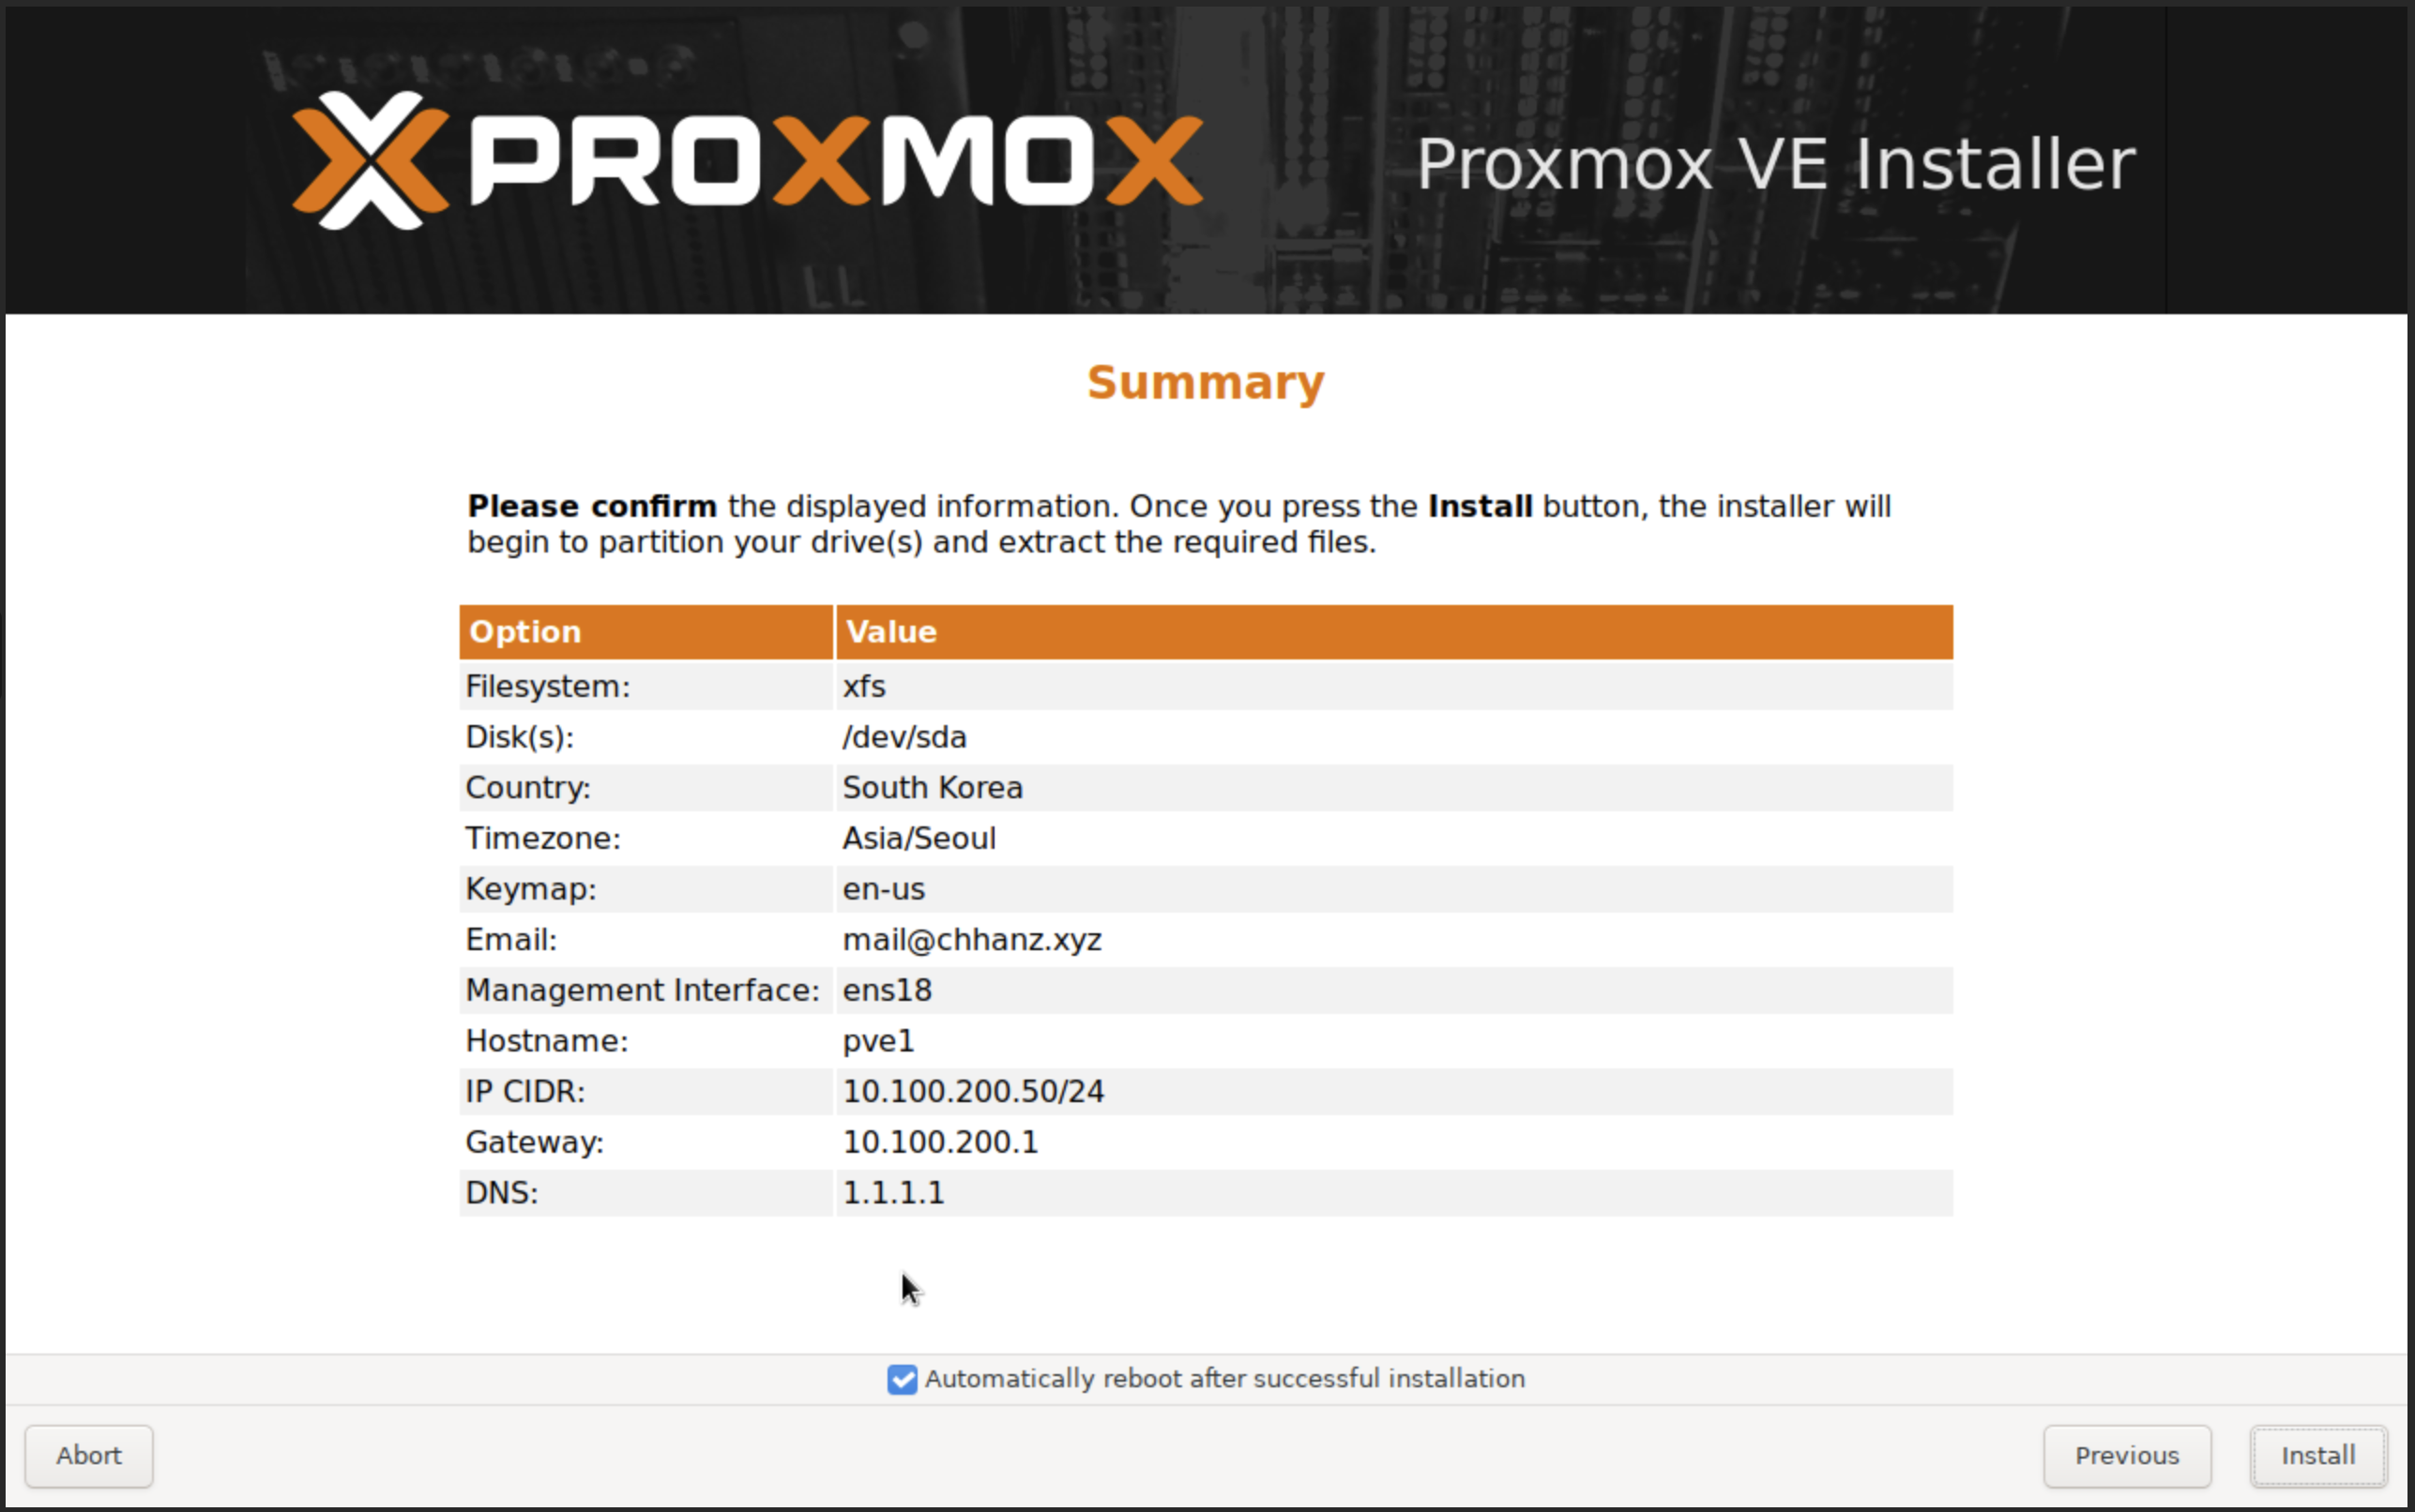 PROXMOX
Proxmox VE Installer
Summary
Please confirm the displayed information. Once you press the Install button, the installer will
begin to partition your drive(s) and extract the required files.
Option Value
Filesystem: xfs
Disk(s): /dev/sda
Country: South Korea
Timezone: Asia/Seoul
Keymap: en-us
Email: mail@chhanz.xyz
Management Interface: ens18
Hostname: pve1
IP CIDR: 10.100.200.50/24
Gateway: 10.100.200.1
DNS: 1.1.1.1
Automatically reboot after successful installation
Abort Previous Install